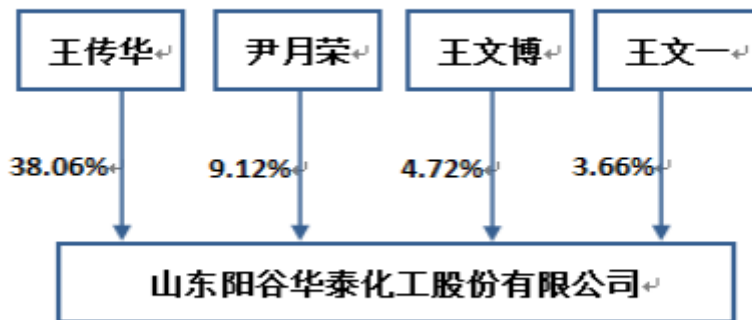 王传华 尹月荣 王文博 王文一
38.06% 9.12% 4.72% 3.66%
山东阳谷华泰化工股份有限公司